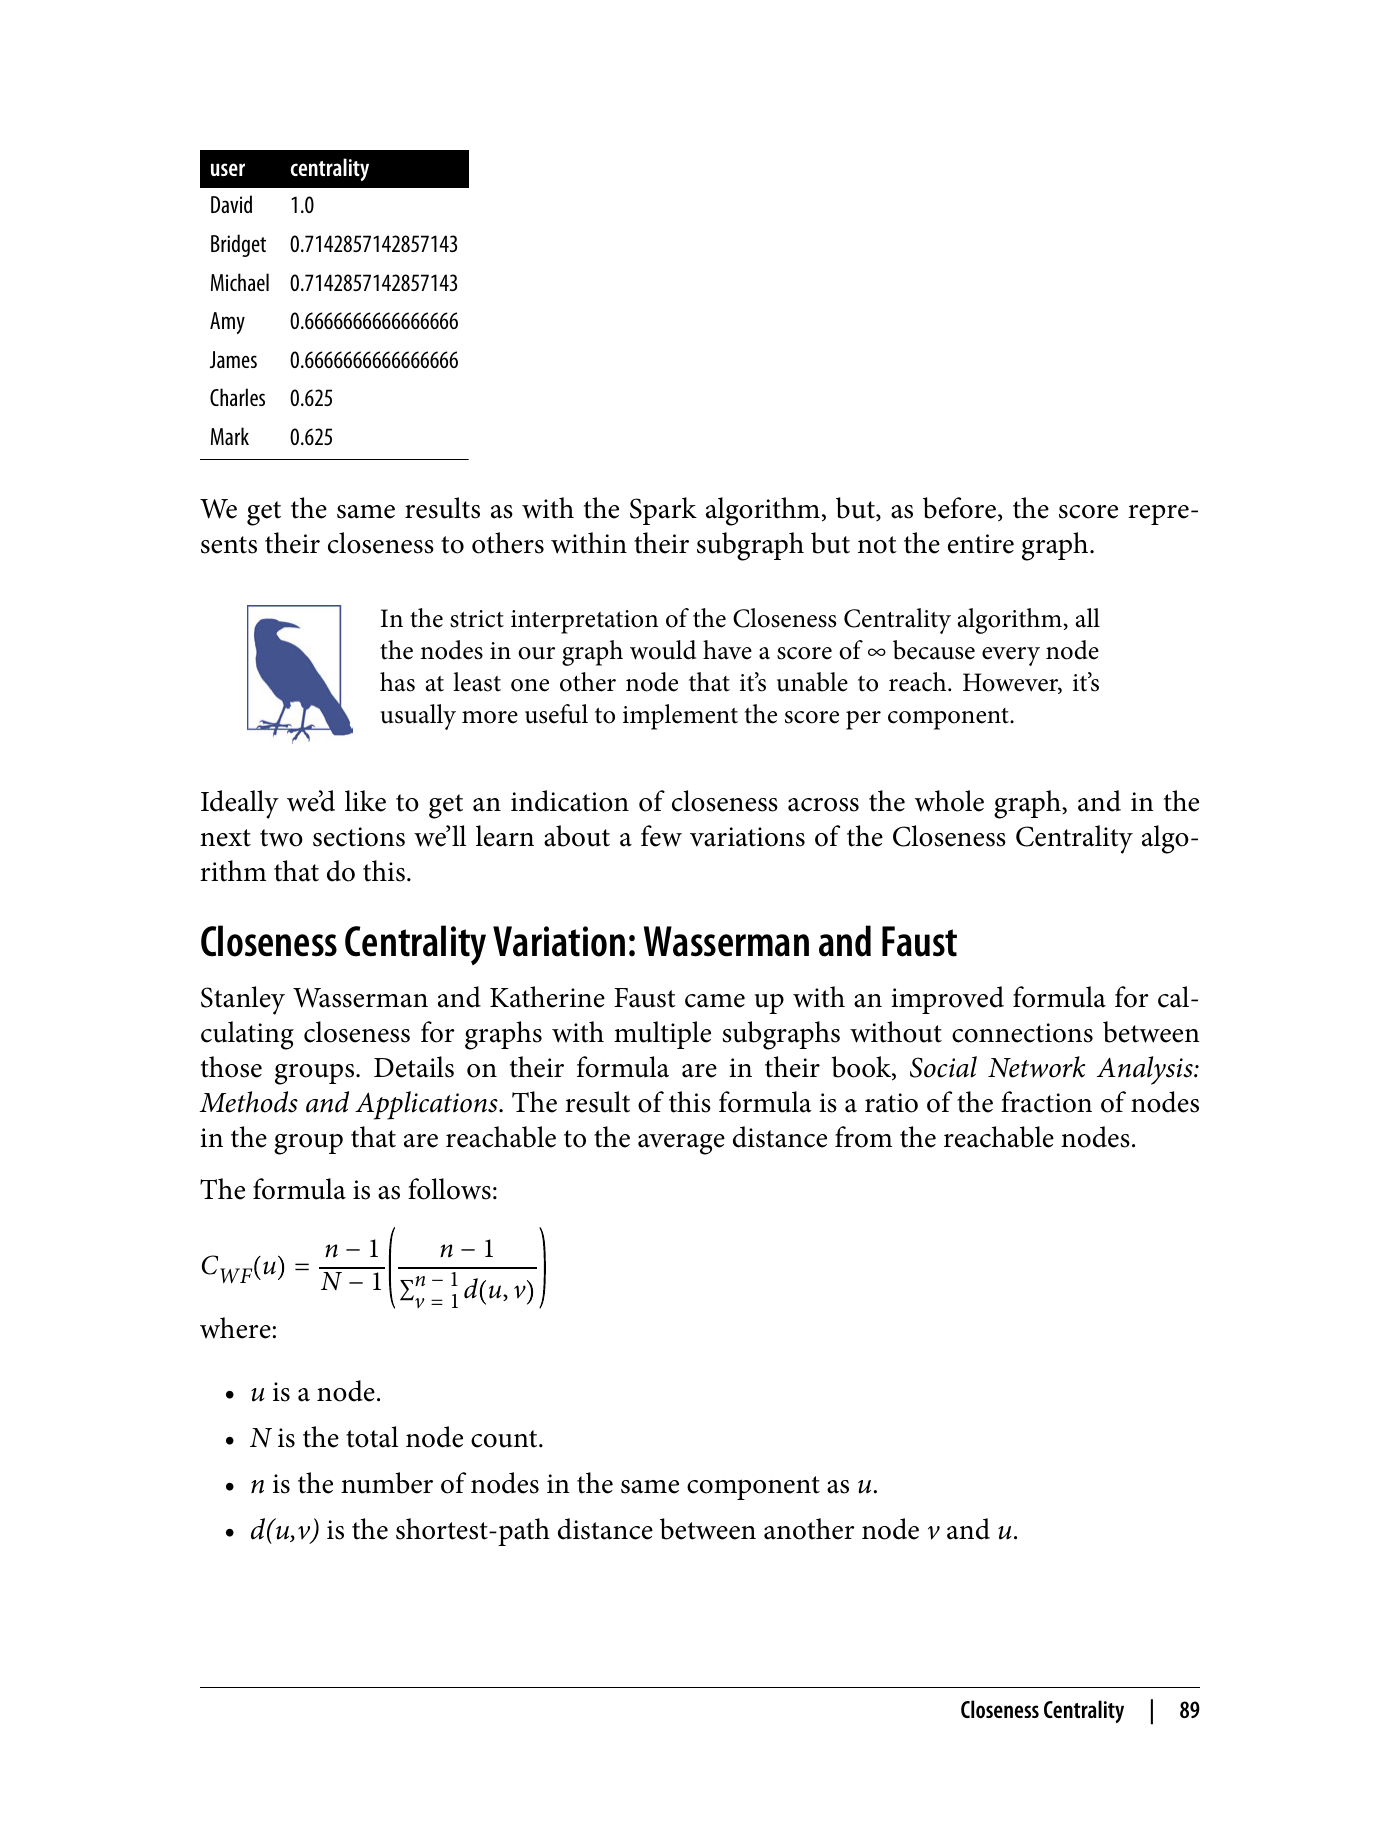 user centrality
David 1.0
Bridget 0.7142857142857143
Michael 0.7142857142857143
Amy 0.6666666666666666
James 0.6666666666666666
Charles 0.625
Mark 0.625
We get the same results as with the Spark algorithm, but, as before, the score repre-
sents their closeness to others within their subgraph but not the entire graph.
In the strict interpretation of the Closeness Centrality algorithm, all
the nodes in our graph would have a score of ∞ because every node
has at least one other node that it’s unable to reach. However, it’s
usually more useful to implement the score per component.
Ideally we’d like to get an indication of closeness across the whole graph, and in the
next two sections we’ll learn about a few variations of the Closeness Centrality algo-
rithm that do this.
Closeness Centrality Variation: Wasserman and Faust
Stanley Wasserman and Katherine Faust came up with an improved formula for cal-
culating closeness for graphs with multiple subgraphs without connections between
those groups. Details on their formula are in their book, Social Network Analysis:
Methods and Applications. The result of this formula is a ratio of the fraction of nodes
in the group that are reachable to the average distance from the reachable nodes.
The formula is as follows:
C_WF(u) = (n − 1)/(N − 1) ( (n − 1)/(∑_{v = 1}^{n − 1} d(u, v)) )
where:
• u is a node.
• N is the total node count.
• n is the number of nodes in the same component as u.
• d(u,v) is the shortest-path distance between another node v and u.
Closeness Centrality | 89